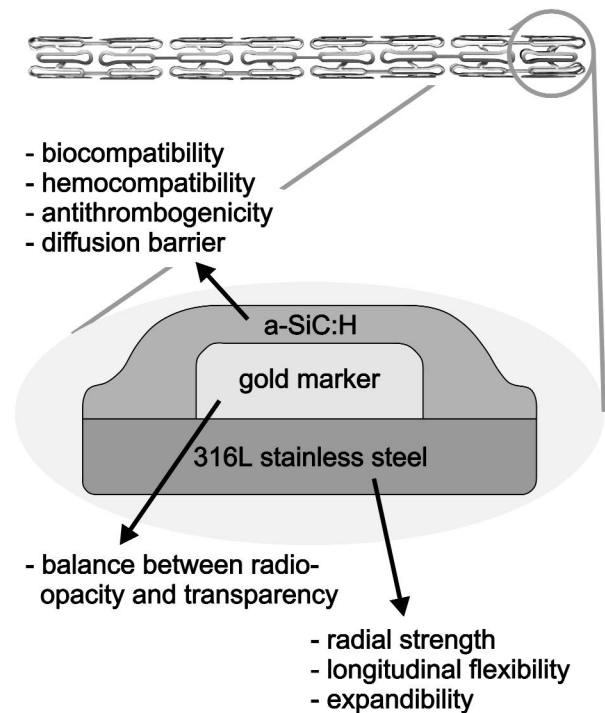 - biocompatibility
- hemocompatibility
- antithrombogenicity
- diffusion barrier
a-SiC:H
gold marker
316L stainless steel
- balance between radio-
opacity and transparency
- radial strength
- longitudinal flexibility
- expandibility